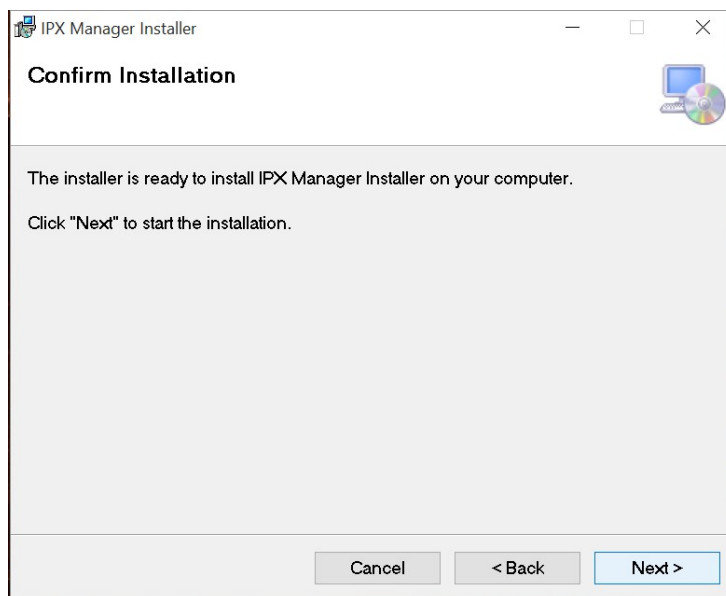 IPX Manager Installer
Confirm Installation
The installer is ready to install IPX Manager Installer on your computer.
Click "Next" to start the installation.
Cancel
< Back
Next >